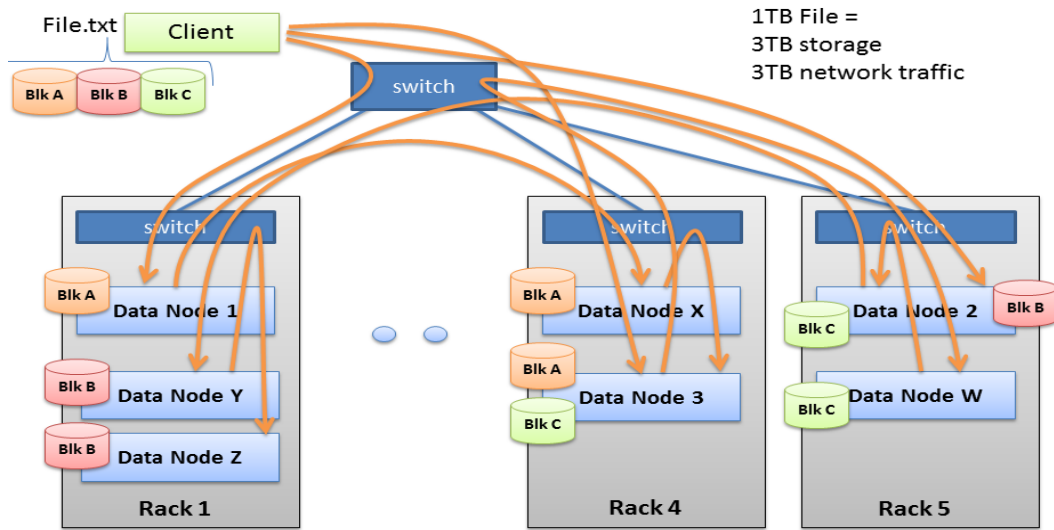 File.txt
Client
1TB File =
3TB storage
3TB network traffic
Blk A
Blk B
Blk C
switch
switch
switch
switch
Blk A
Data Node 1
Blk B
Data Node Y
Blk B
Data Node Z
Rack 1
Blk A
Data Node X
Blk A
Data Node 3
Blk C
Rack 4
Data Node 2
Blk B
Blk C
Data Node W
Blk C
Rack 5